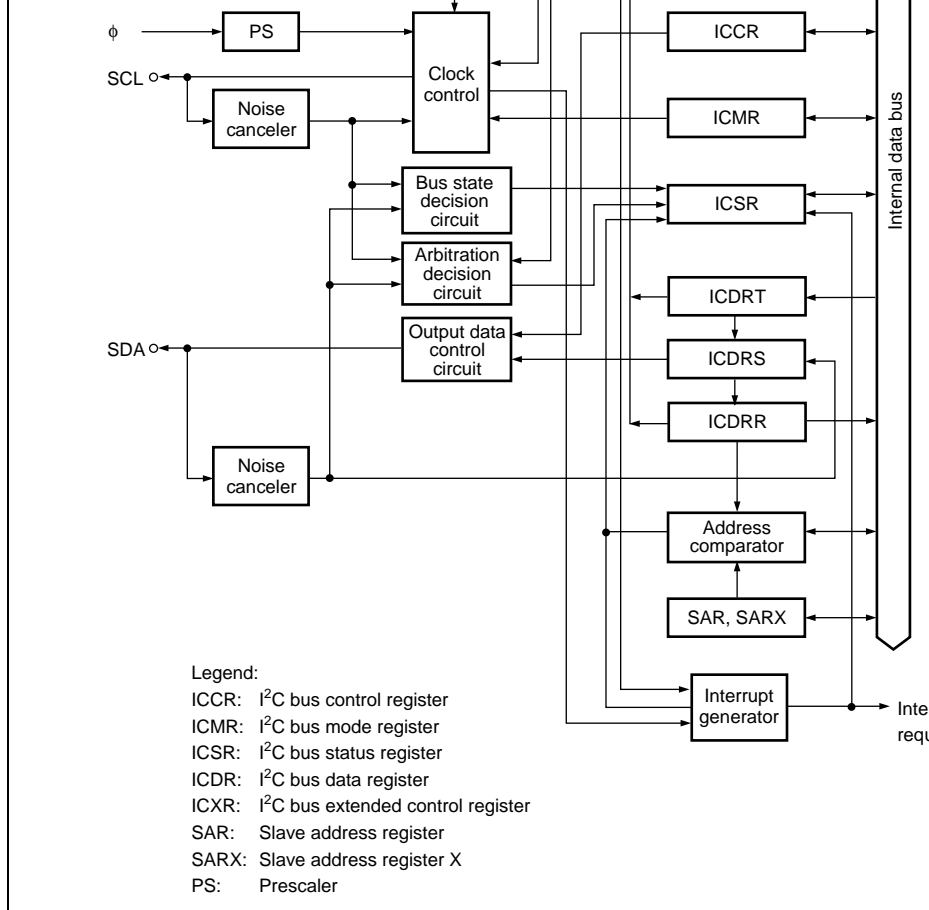 ϕ
PS
ICCR
SCL
Clock
control
Noise
canceler
ICMR
Internal data bus
Bus state
decision
circuit
ICSR
Arbitration
decision
circuit
ICDRT
SDA
Output data
control
circuit
ICDRS
ICDRR
Noise
canceler
Address
comparator
SAR, SARX
Interrupt
generator
Legend:
ICCR: I²C bus control register
ICMR: I²C bus mode register
ICSR: I²C bus status register
ICDR: I²C bus data register
ICXR: I²C bus extended control register
SAR: Slave address register
SARX: Slave address register X
PS: Prescaler